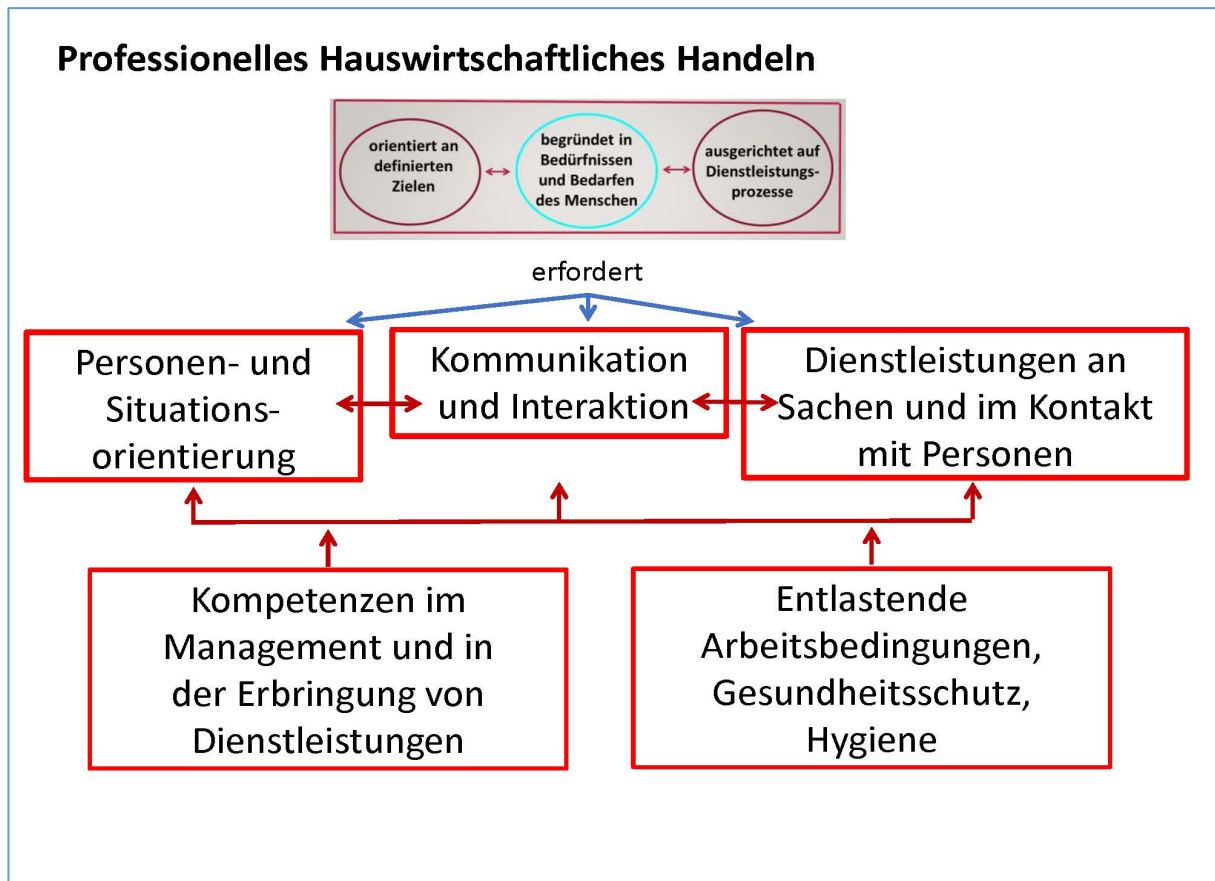 Professionelles Hauswirtschaftliches Handeln
orientiert an
definierten
Zielen
begründet in
Bedürfnissen
und Bedarfen
des Menschen
ausgerichtet auf
Dienstleistungs-
prozesse
erfordert
Personen- und
Situations-
orientierung
Kommunikation
und Interaktion
Dienstleistungen an
Sachen und im Kontakt
mit Personen
Kompetenzen im
Management und in
der Erbringung von
Dienstleistungen
Entlastende
Arbeitsbedingungen,
Gesundheitsschutz,
Hygiene